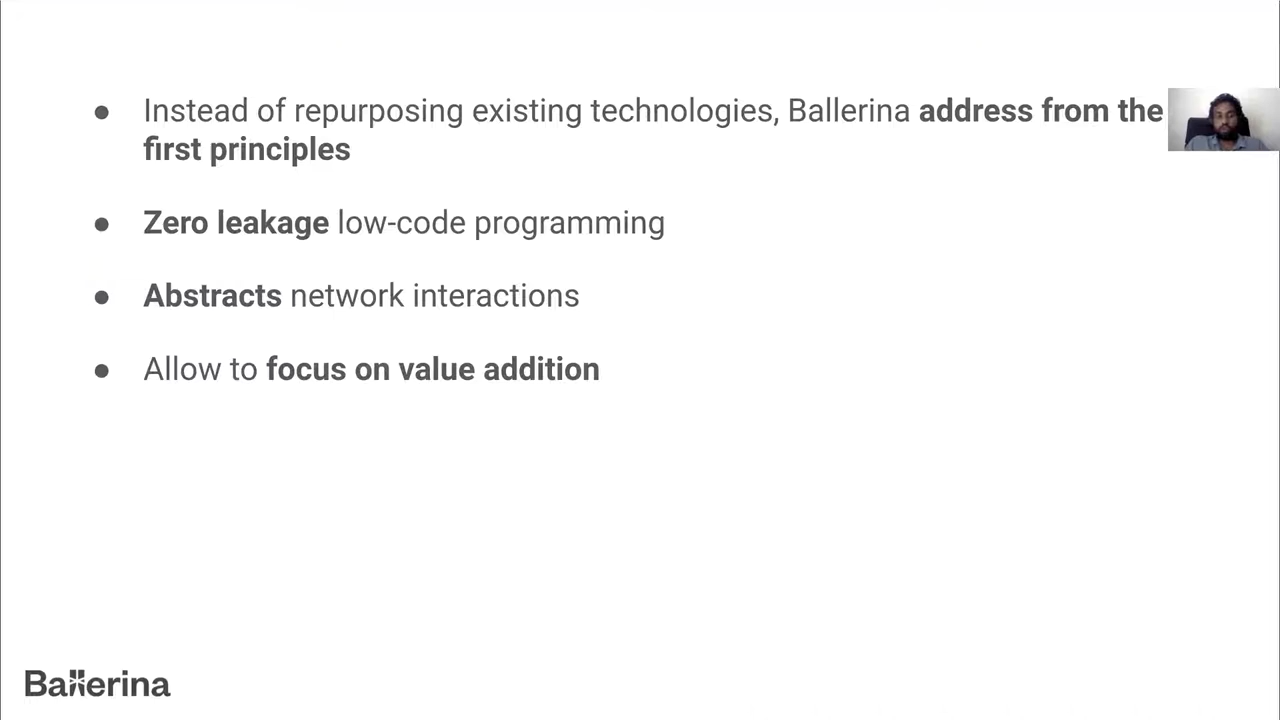 ● Instead of repurposing existing technologies, Ballerina address from the
first principles
● Zero leakage low-code programming
● Abstracts network interactions
● Allow to focus on value addition
Ballerina